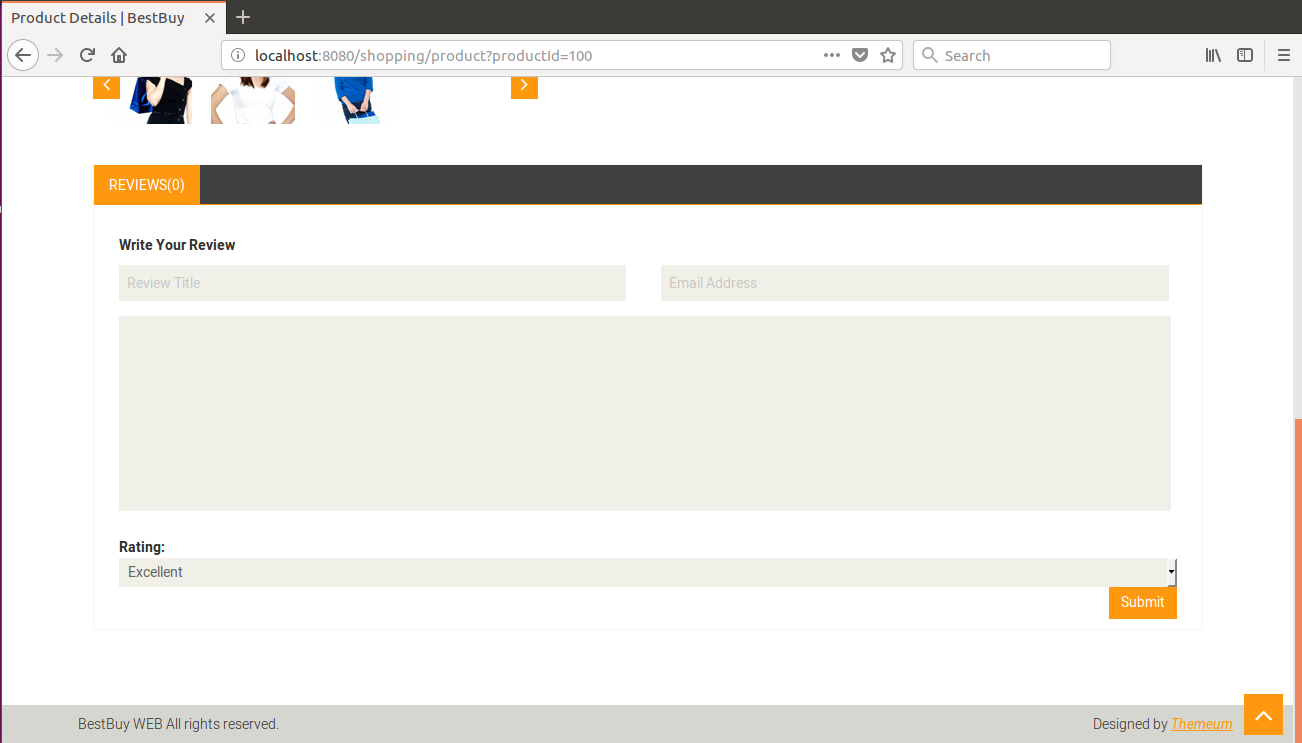 Product Details | BestBuy
localhost:8080/shopping/product?productId=100
Search
REVIEWS(0)
Write Your Review
Review Title
Email Address
Rating:
Excellent
Submit
BestBuy WEB All rights reserved.
Designed by Themeum